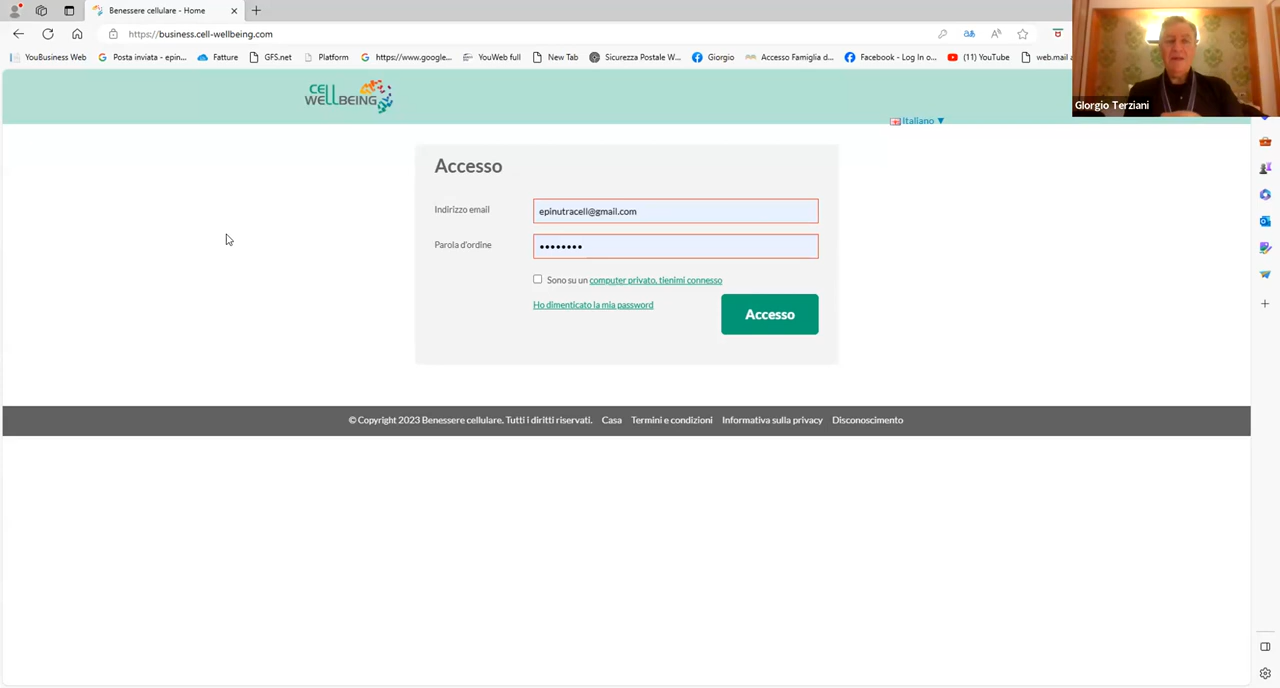 Benessere cellulare - Home
https://business.cell-wellbeing.com
YouBusiness Web
Posta inviata - epin...
Fatture
GFS.net
Platform
https://www.google...
YouWeb full
New Tab
Sicurezza Postale W...
Giorgio
Accesso Famiglia d...
Facebook - Log In o...
(11) YouTube
web.mail a
GIorgio Terziani
CELL
WELLBEING
Italiano ▼
Accesso
Indirizzo email
epinutracell@gmail.com
Parola d'ordine
••••••••
Sono su un computer privato, tienimi connesso
Ho dimenticato la mia password
Accesso
© Copyright 2023 Benessere cellulare. Tutti i diritti riservati. Casa Termini e condizioni Informativa sulla privacy Disconoscimento